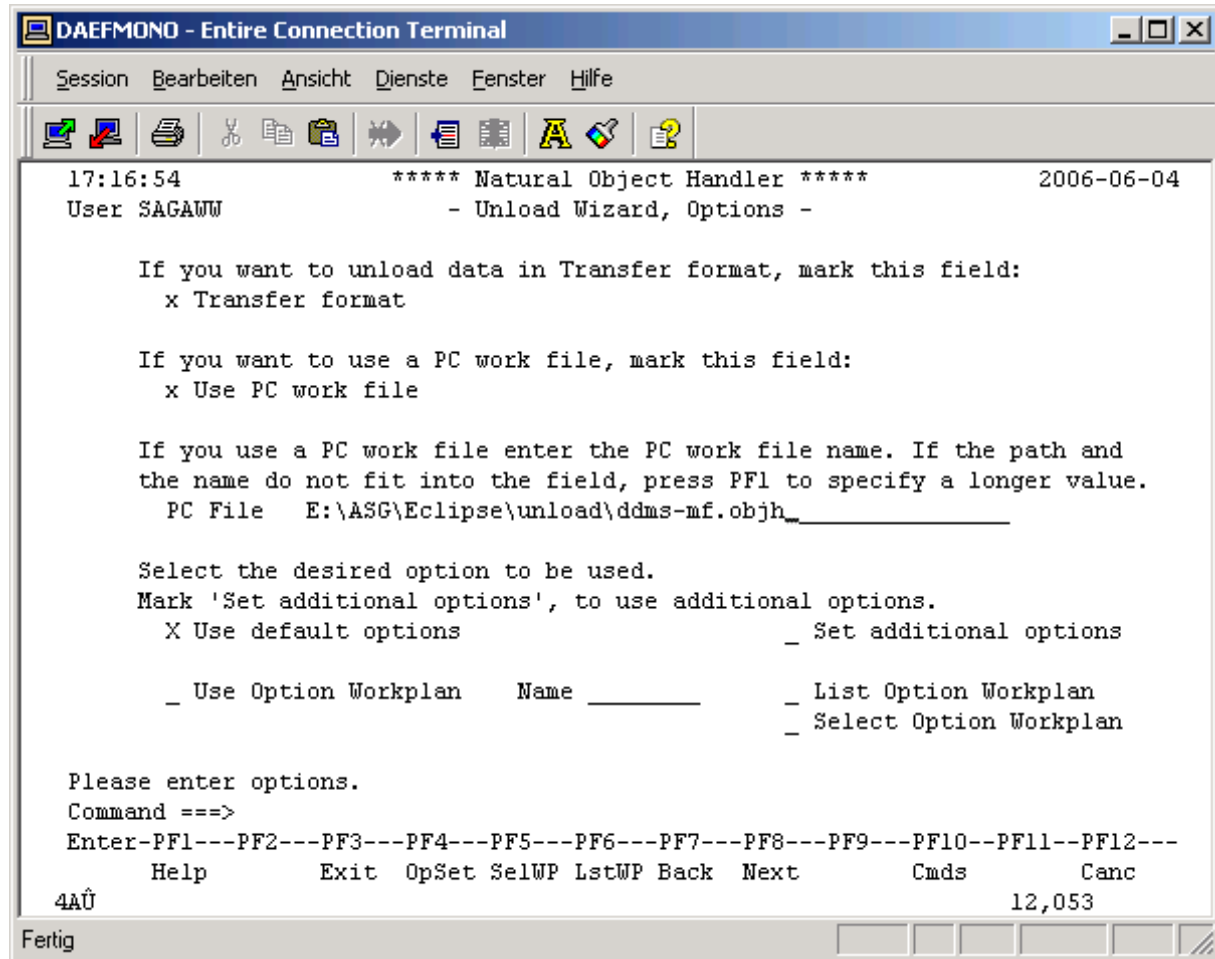 DAEFMONO - Entire Connection Terminal
Session Bearbeiten Ansicht Dienste Fenster Hilfe
17:16:54 ***** Natural Object Handler ***** 2006-06-04
User SAGAWW - Unload Wizard, Options -
If you want to unload data in Transfer format, mark this field:
x Transfer format
If you want to use a PC work file, mark this field:
x Use PC work file
If you use a PC work file enter the PC work file name. If the path and
the name do not fit into the field, press PF1 to specify a longer value.
PC File E:\ASG\Eclipse\unload\ddms-mf.objh_________________
Select the desired option to be used.
Mark 'Set additional options', to use additional options.
X Use default options _ Set additional options
_ Use Option Workplan Name ________ _ List Option Workplan
_ Select Option Workplan
Please enter options.
Command ===>
Enter-PF1---PF2---PF3---PF4---PF5---PF6---PF7---PF8---PF9---PF10--PF11--PF12---
Help Exit OpSet SelWP LstWP Back Next Cmds Canc
4AÛ 12,053
Fertig